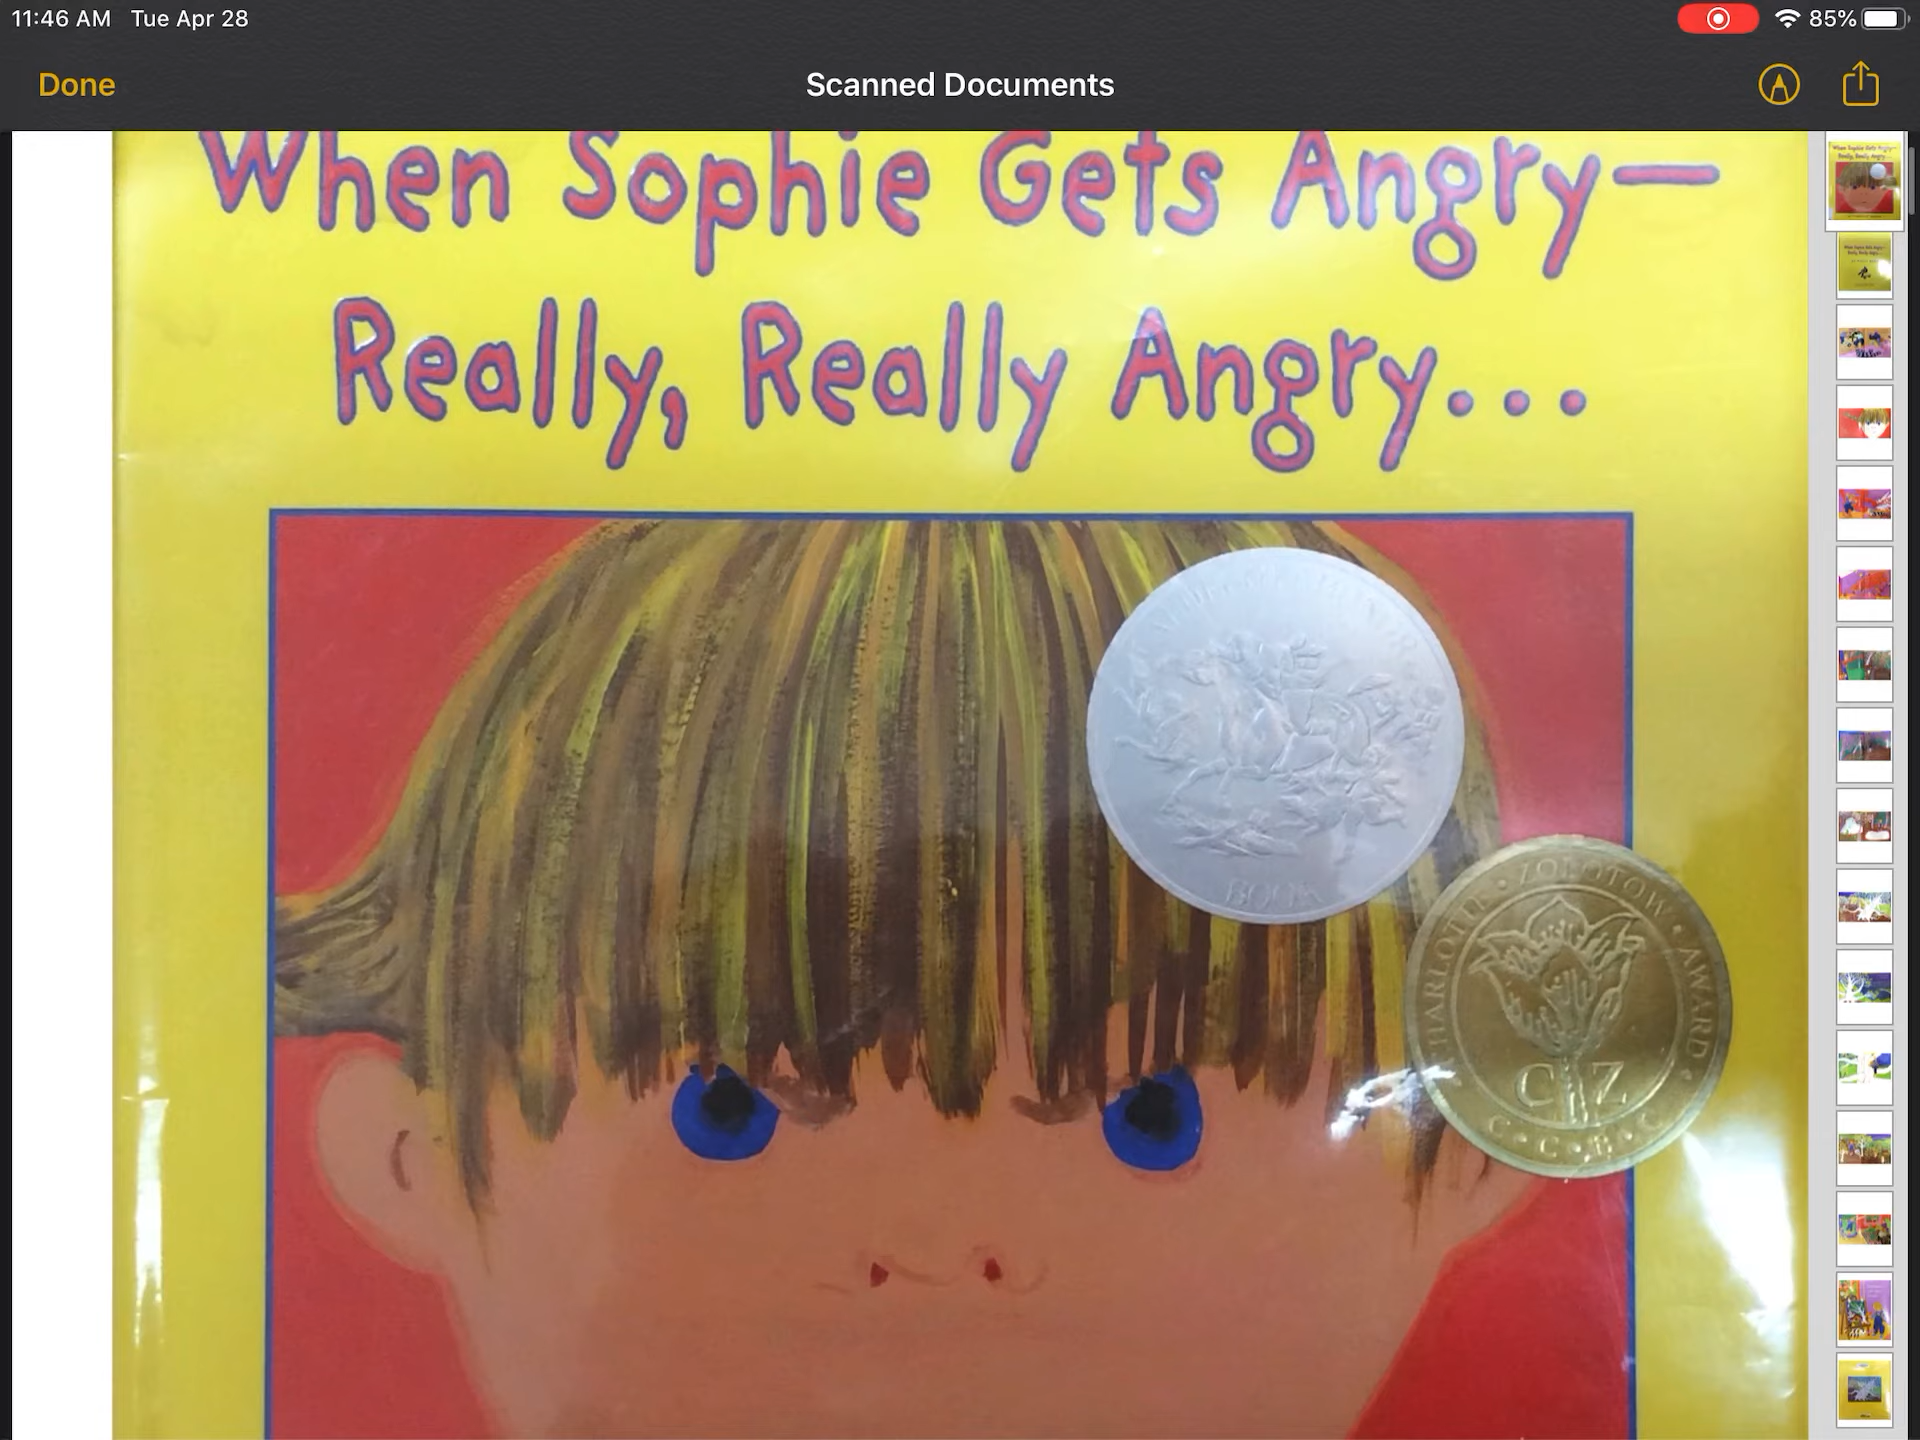 11:46 AM Tue Apr 28
85%
Done
Scanned Documents
When Sophie Gets Angry—
Really, Really Angry...
BOOK
CHARLOTTE • ZOLOTOW • AWARD •
CZ
C • C • B • C